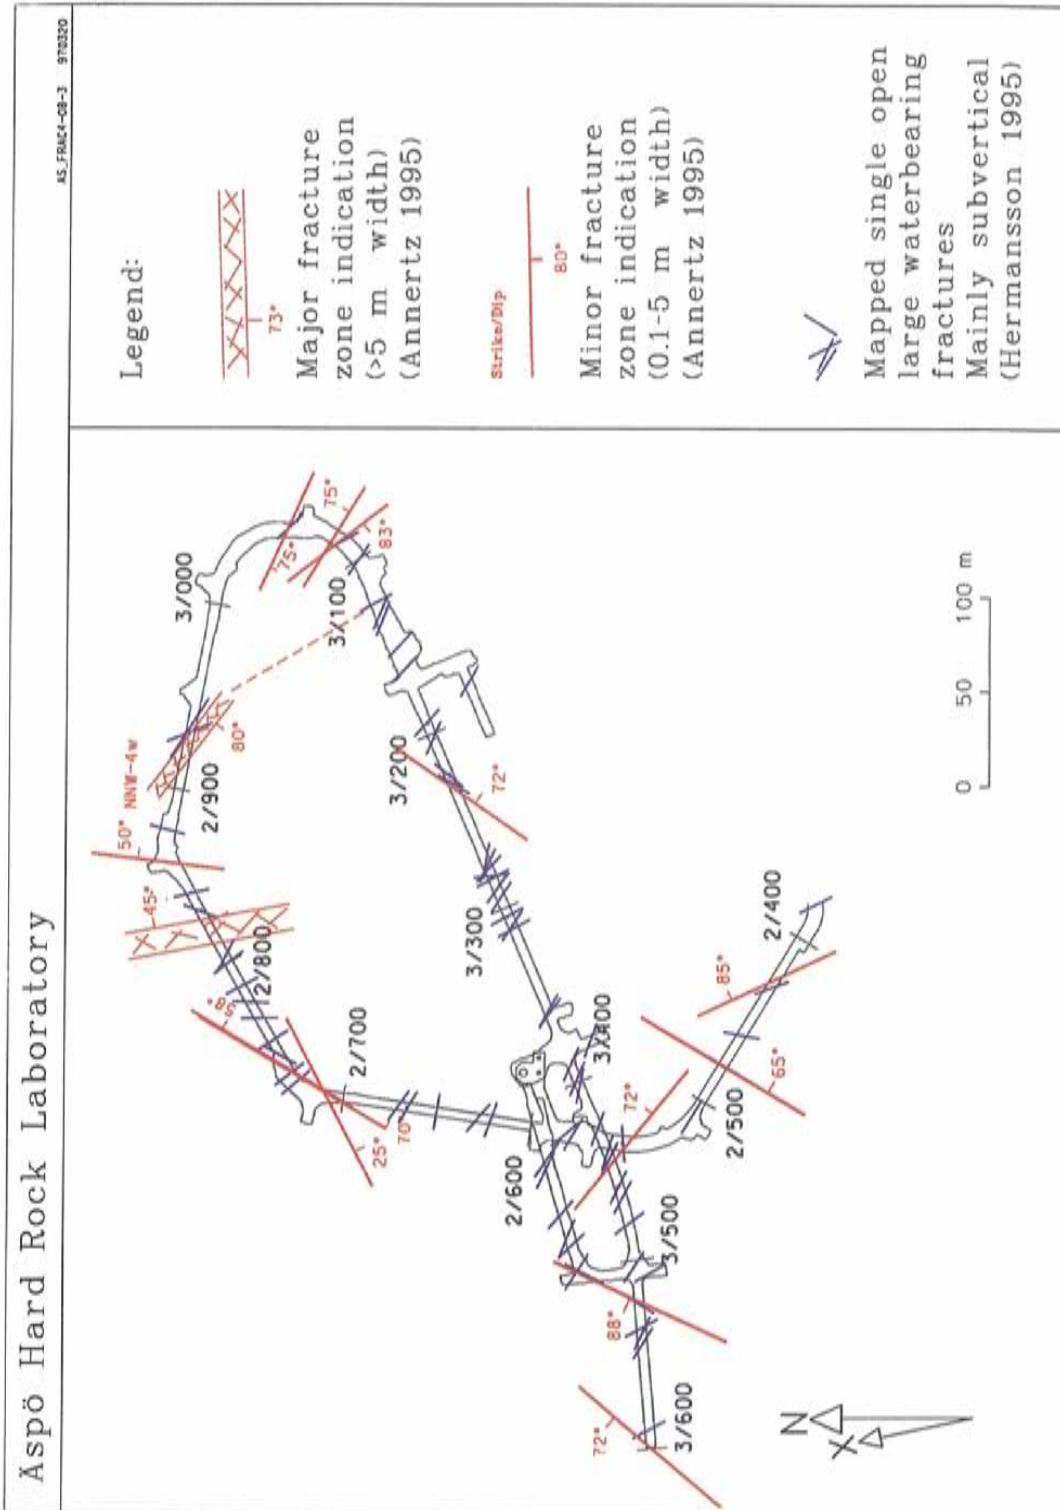 Äspö Hard Rock Laboratory
AS_FRAC4-08-3 970320
Legend:
73°
Major fracture
zone indication
(>5 m width)
(Annertz 1995)
Strike/Dip
80°
Minor fracture
zone indication
(0.1-5 m width)
(Annertz 1995)
Mapped single open
large waterbearing
fractures
Mainly subvertical
(Hermansson 1995)
50° NNW-4w
45°
2/900
80°
3/000
75°
75°
83°
3/100
2/800
58°
2/700
25°
70°
3/200
72°
3/300
3/400
2/600
72°
2/400
85°
65°
2/500
3/500
88°
72°
3/600
N
X
0 50 100 m